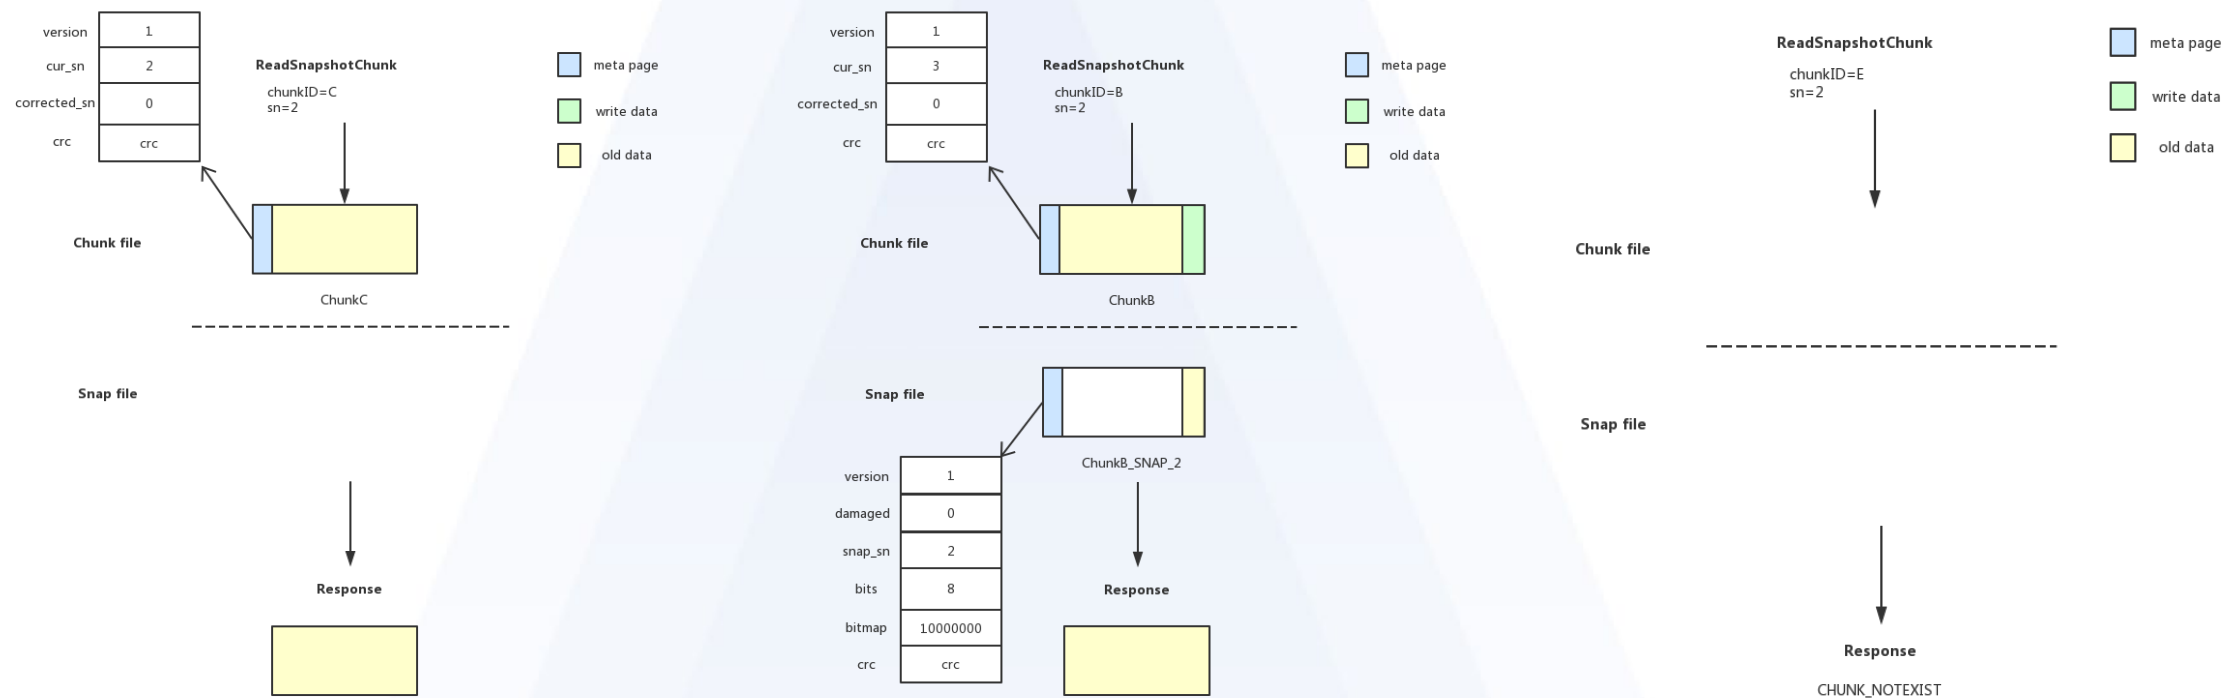 version 1
cur_sn 2
corrected_sn 0
crc crc
ReadSnapshotChunk
chunkID=C
sn=2
meta page
write data
old data
Chunk file
ChunkC
Snap file
Response
version 1
cur_sn 3
corrected_sn 0
crc crc
ReadSnapshotChunk
chunkID=B
sn=2
meta page
write data
old data
Chunk file
ChunkB
Snap file
ChunkB_SNAP_2
version 1
damaged 0
snap_sn 2
bits 8
bitmap 10000000
crc crc
Response
ReadSnapshotChunk
chunkID=E
sn=2
meta page
write data
old data
Chunk file
Snap file
Response
CHUNK_NOTEXIST